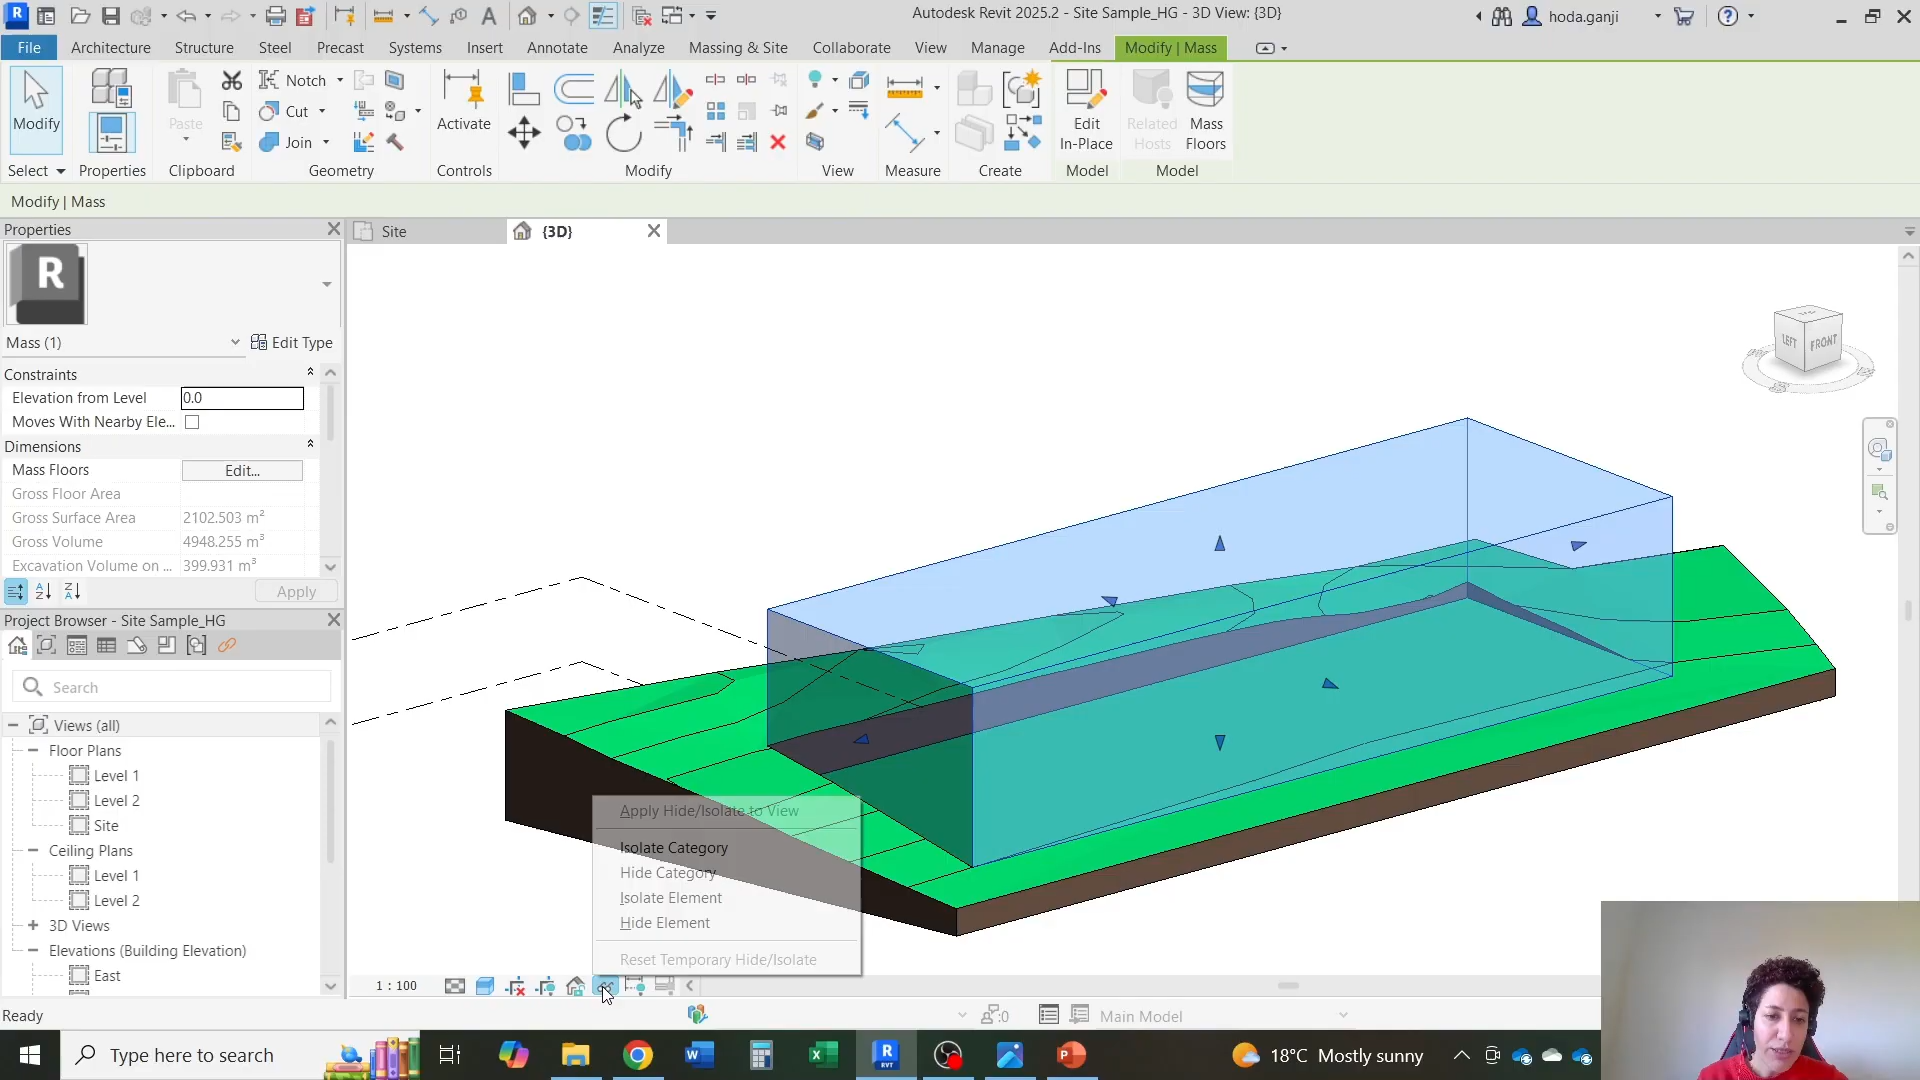 Autodesk Revit 2025.2 - Site Sample_HG - 3D View: {3D}
hoda.ganji
File Architecture Structure Steel Precast Systems Insert Annotate Analyze Massing & Site Collaborate View Manage Add-Ins Modify | Mass
Modify
Paste
Notch
Cut
Join
Activate
Edit In-Place
Related Hosts
Mass Floors
Select Properties Clipboard Geometry Controls Modify View Measure Create Model Model
Modify | Mass
Properties
Site
{3D}
R
Mass (1)
Edit Type
Constraints
Elevation from Level 0.0
Moves With Nearby Ele...
Dimensions
Mass Floors Edit...
Gross Floor Area
Gross Surface Area 2102.503 m²
Gross Volume 4948.255 m³
Excavation Volume on ... 399.931 m³
Apply
Project Browser - Site Sample_HG
Search
Views (all)
Floor Plans
Level 1
Level 2
Site
Ceiling Plans
Level 1
Level 2
3D Views
Elevations (Building Elevation)
East
LEFT FRONT
Apply Hide/Isolate to View
Isolate Category
Hide Category
Isolate Element
Hide Element
Reset Temporary Hide/Isolate
1 : 100
Ready
:0
Main Model
Type here to search
18°C Mostly sunny